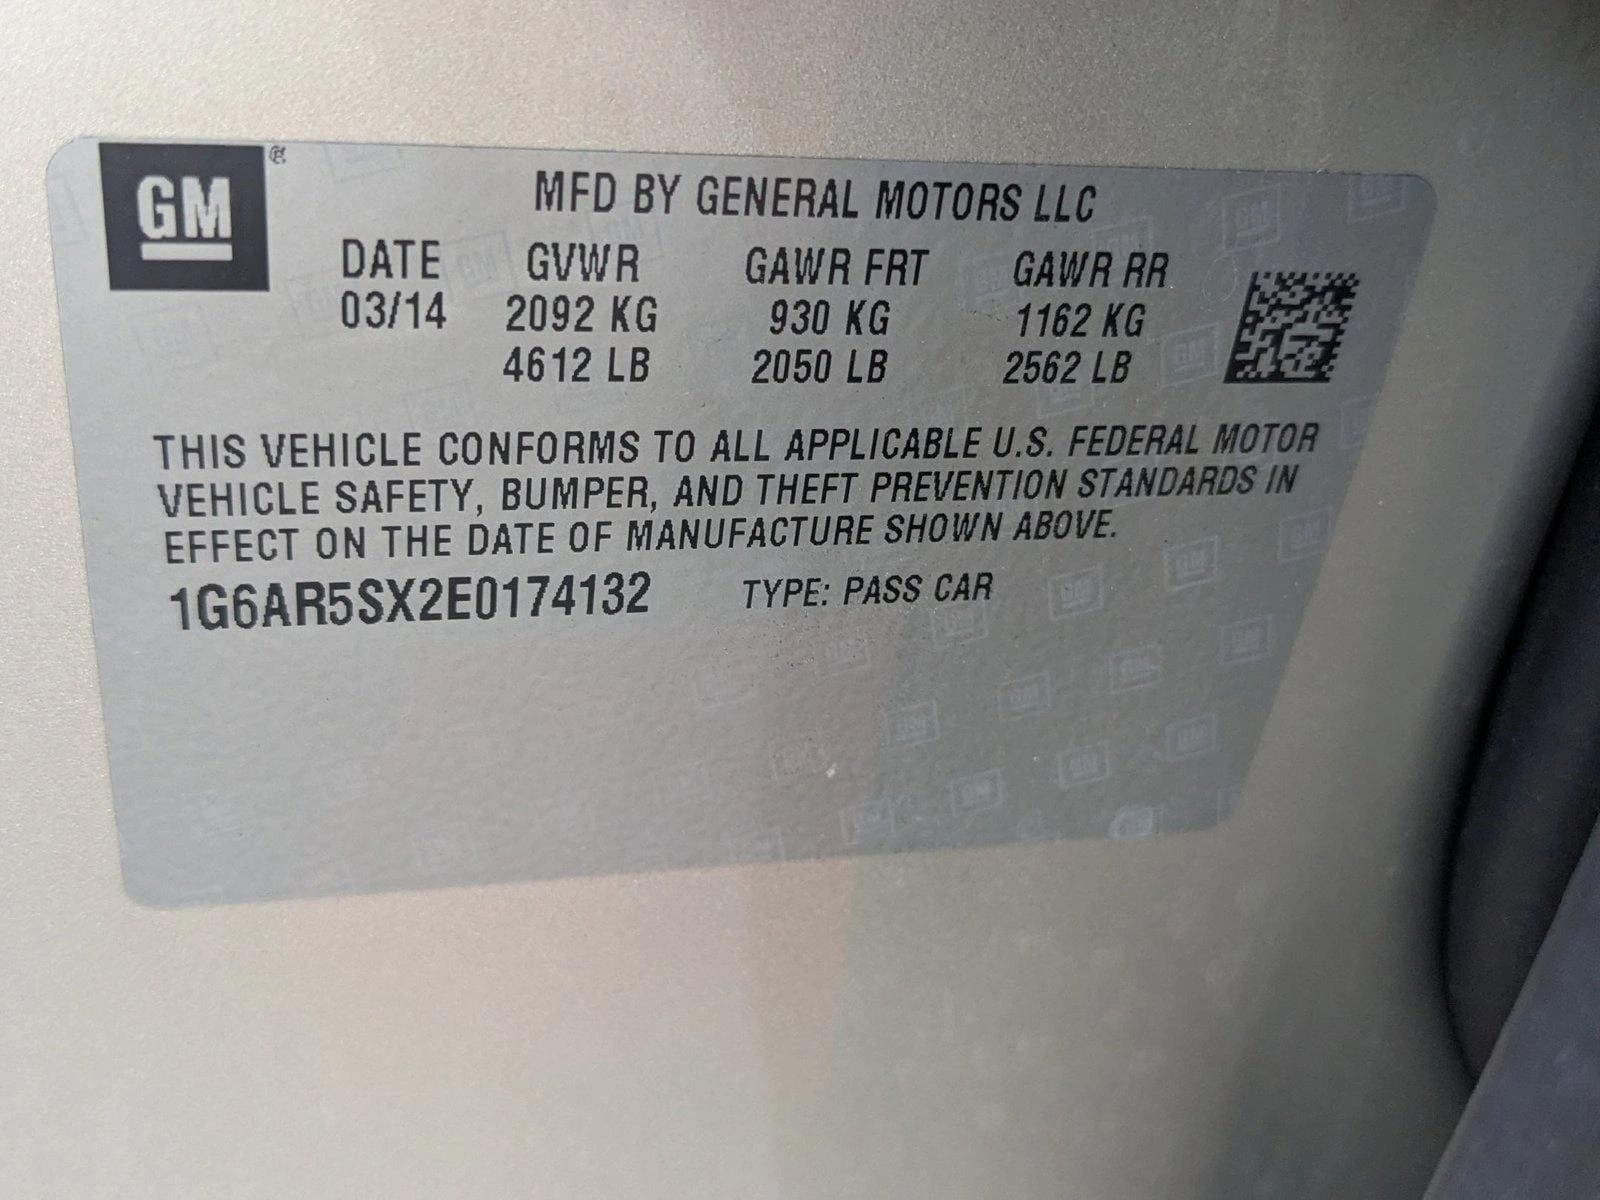 GM
MFD BY GENERAL MOTORS LLC
DATE GVWR GAWR FRT GAWR RR
03/14 2092 KG 930 KG 1162 KG
4612 LB 2050 LB 2562 LB
THIS VEHICLE CONFORMS TO ALL APPLICABLE U.S. FEDERAL MOTOR
VEHICLE SAFETY, BUMPER, AND THEFT PREVENTION STANDARDS IN
EFFECT ON THE DATE OF MANUFACTURE SHOWN ABOVE.
1G6AR5SX2E0174132 TYPE: PASS CAR